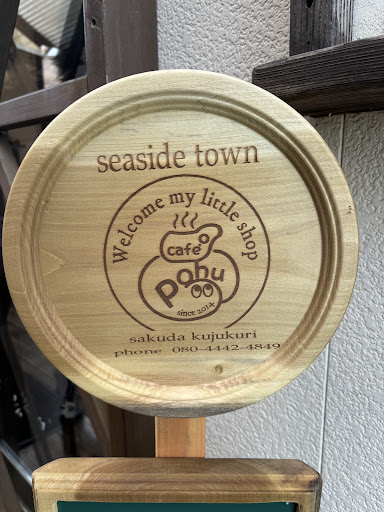 seaside town
Welcome my little shop
cafe
Pohu
since 2014
sakuda kujukuri
phone 080-4442-4849